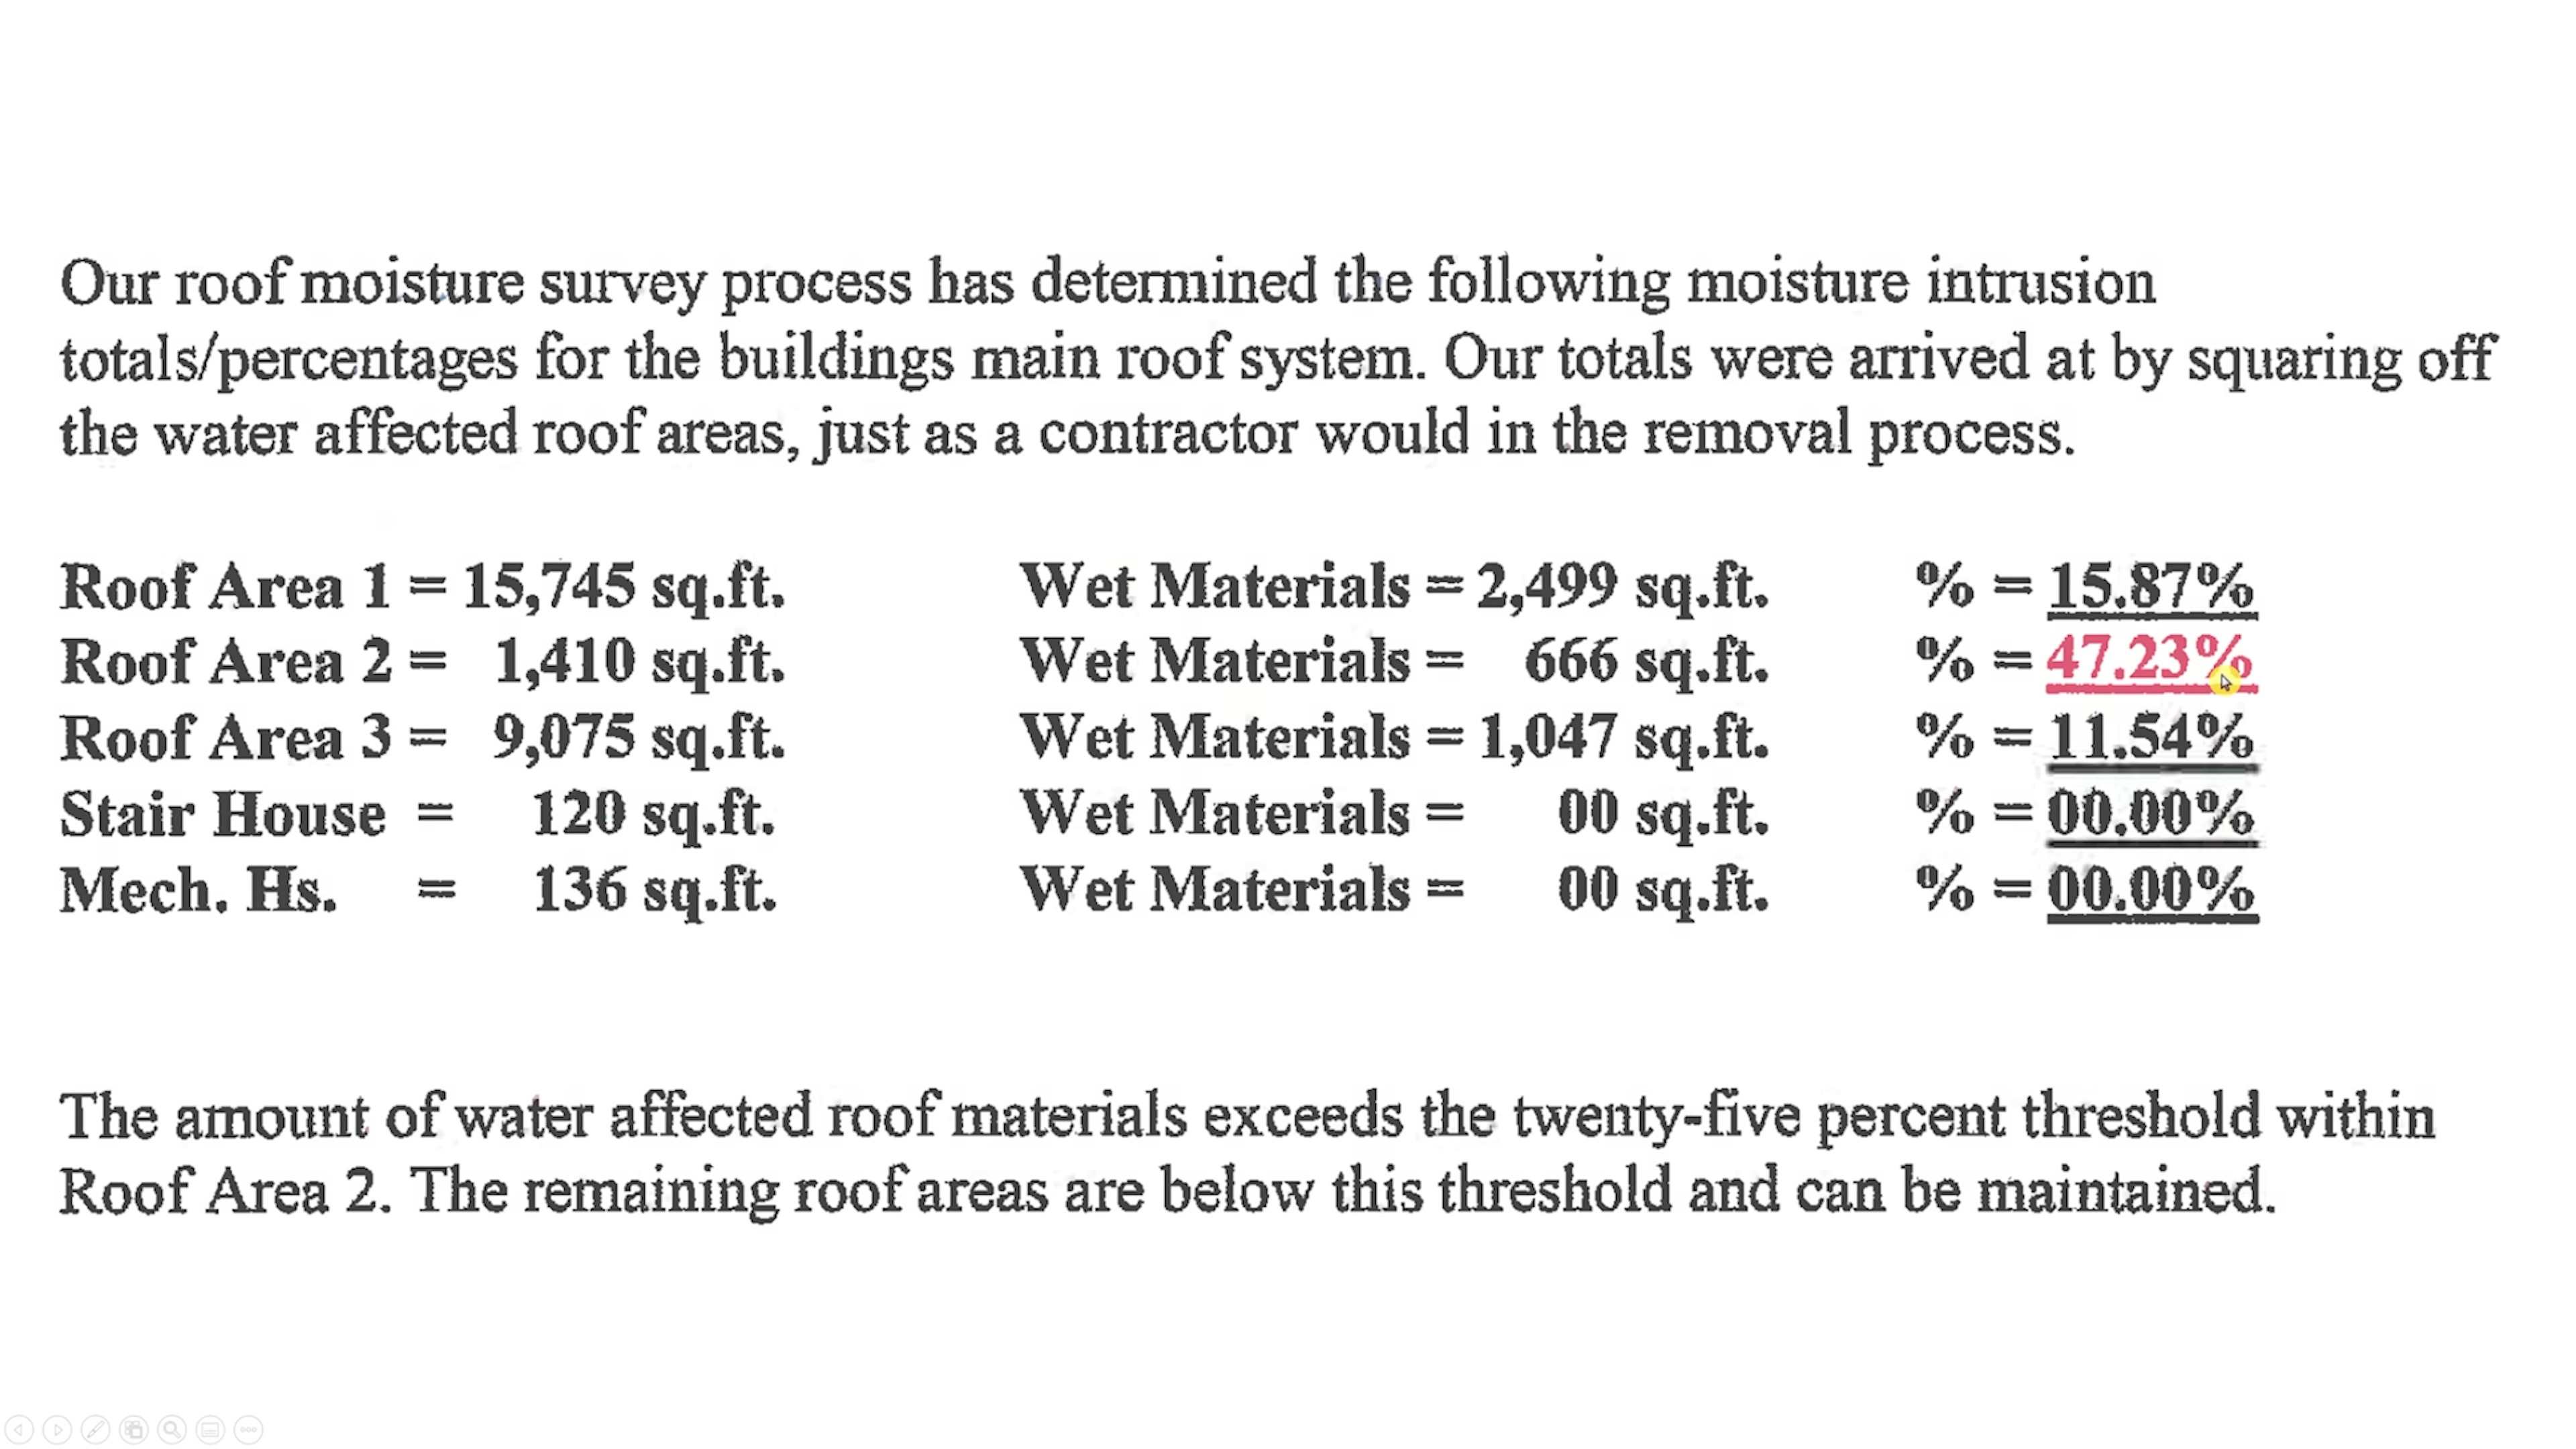 Our roof moisture survey process has determined the following moisture intrusion
totals/percentages for the buildings main roof system. Our totals were arrived at by squaring off
the water affected roof areas, just as a contractor would in the removal process.
Roof Area 1 = 15,745 sq.ft. Wet Materials = 2,499 sq.ft. % = 15.87%
Roof Area 2 = 1,410 sq.ft. Wet Materials = 666 sq.ft. % = 47.23%
Roof Area 3 = 9,075 sq.ft. Wet Materials = 1,047 sq.ft. % = 11.54%
Stair House = 120 sq.ft. Wet Materials = 00 sq.ft. % = 00.00%
Mech. Hs. = 136 sq.ft. Wet Materials = 00 sq.ft. % = 00.00%
The amount of water affected roof materials exceeds the twenty-five percent threshold within
Roof Area 2. The remaining roof areas are below this threshold and can be maintained.